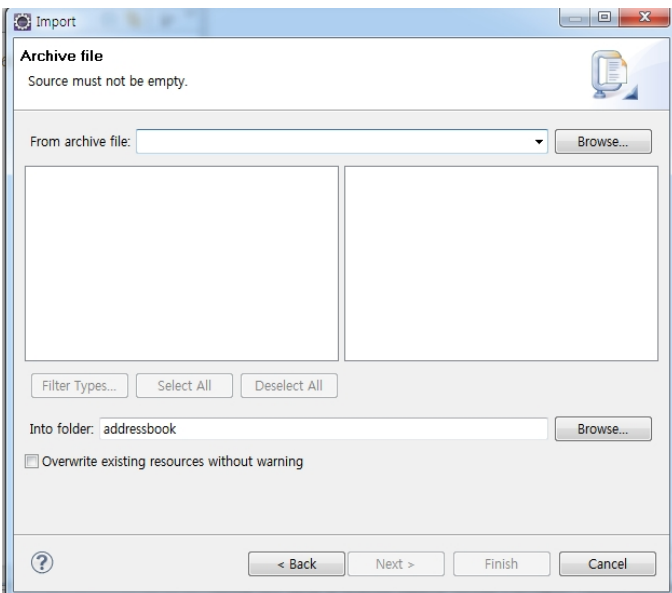 Import
Archive file
Source must not be empty.
From archive file:
Browse...
Filter Types...
Select All
Deselect All
Into folder: addressbook
Browse...
Overwrite existing resources without warning
?
< Back
Next >
Finish
Cancel